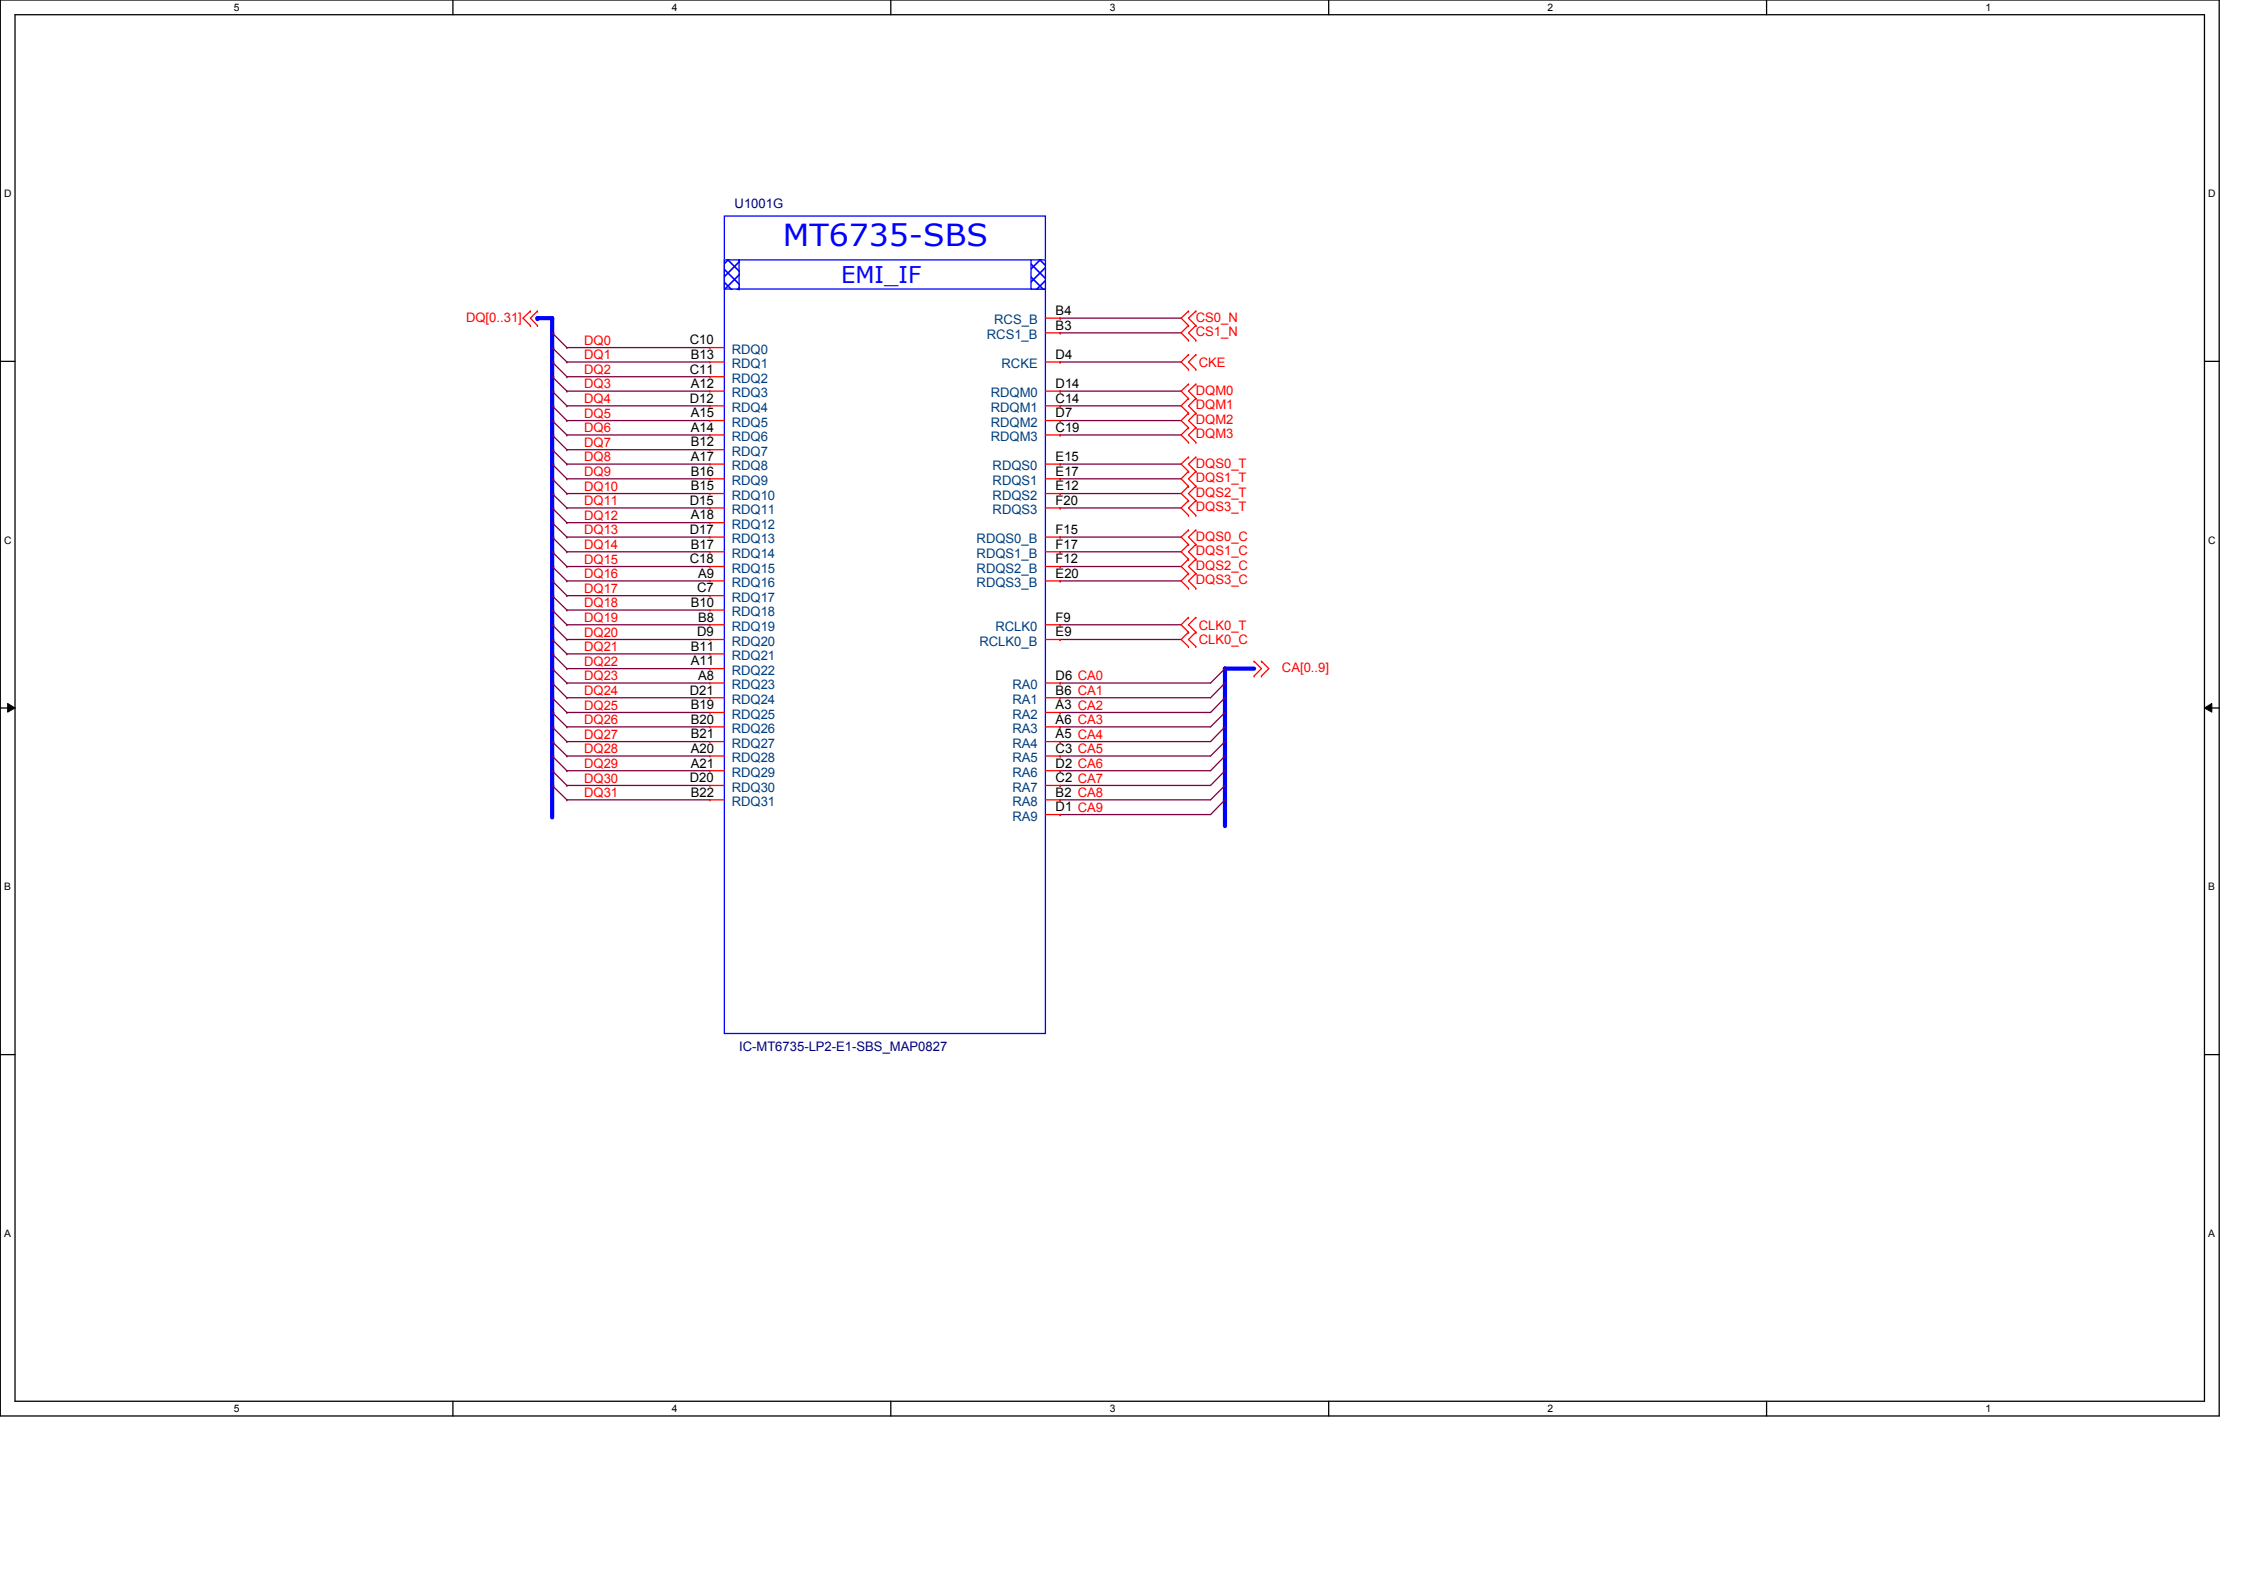 5 4 3 2 1
D D
U1001G
MT6735-SBS
EMI_IF
DQ[0..31]
DQ0 C10 RDQ0
DQ1 B13 RDQ1
DQ2 C11 RDQ2
DQ3 A12 RDQ3
DQ4 D12 RDQ4
DQ5 A15 RDQ5
DQ6 A14 RDQ6
DQ7 B12 RDQ7
DQ8 A17 RDQ8
DQ9 B16 RDQ9
DQ10 B15 RDQ10
DQ11 D15 RDQ11
DQ12 A18 RDQ12
DQ13 D17 RDQ13
DQ14 B17 RDQ14
DQ15 C18 RDQ15
DQ16 A9 RDQ16
DQ17 C7 RDQ17
DQ18 B10 RDQ18
DQ19 B8 RDQ19
DQ20 D9 RDQ20
DQ21 B11 RDQ21
DQ22 A11 RDQ22
DQ23 A8 RDQ23
DQ24 D21 RDQ24
DQ25 B19 RDQ25
DQ26 B20 RDQ26
DQ27 B21 RDQ27
DQ28 A20 RDQ28
DQ29 A21 RDQ29
DQ30 D20 RDQ30
DQ31 B22 RDQ31
RCS_B B4 CS0_N
RCS1_B B3 CS1_N
RCKE D4 CKE
RDQM0 D14 DQM0
RDQM1 C14 DQM1
RDQM2 D7 DQM2
RDQM3 C19 DQM3
RDQS0 E15 DQS0_T
RDQS1 E17 DQS1_T
RDQS2 E12 DQS2_T
RDQS3 F20 DQS3_T
RDQS0_B F15 DQS0_C
RDQS1_B F17 DQS1_C
RDQS2_B F12 DQS2_C
RDQS3_B E20 DQS3_C
RCLK0 F9 CLK0_T
RCLK0_B E9 CLK0_C
CA[0..9]
RA0 D6 CA0
RA1 B6 CA1
RA2 A3 CA2
RA3 A6 CA3
RA4 A5 CA4
RA5 C3 CA5
RA6 D2 CA6
RA7 C2 CA7
RA8 B2 CA8
RA9 D1 CA9
C C
B B
IC-MT6735-LP2-E1-SBS_MAP0827
A A
5 4 3 2 1